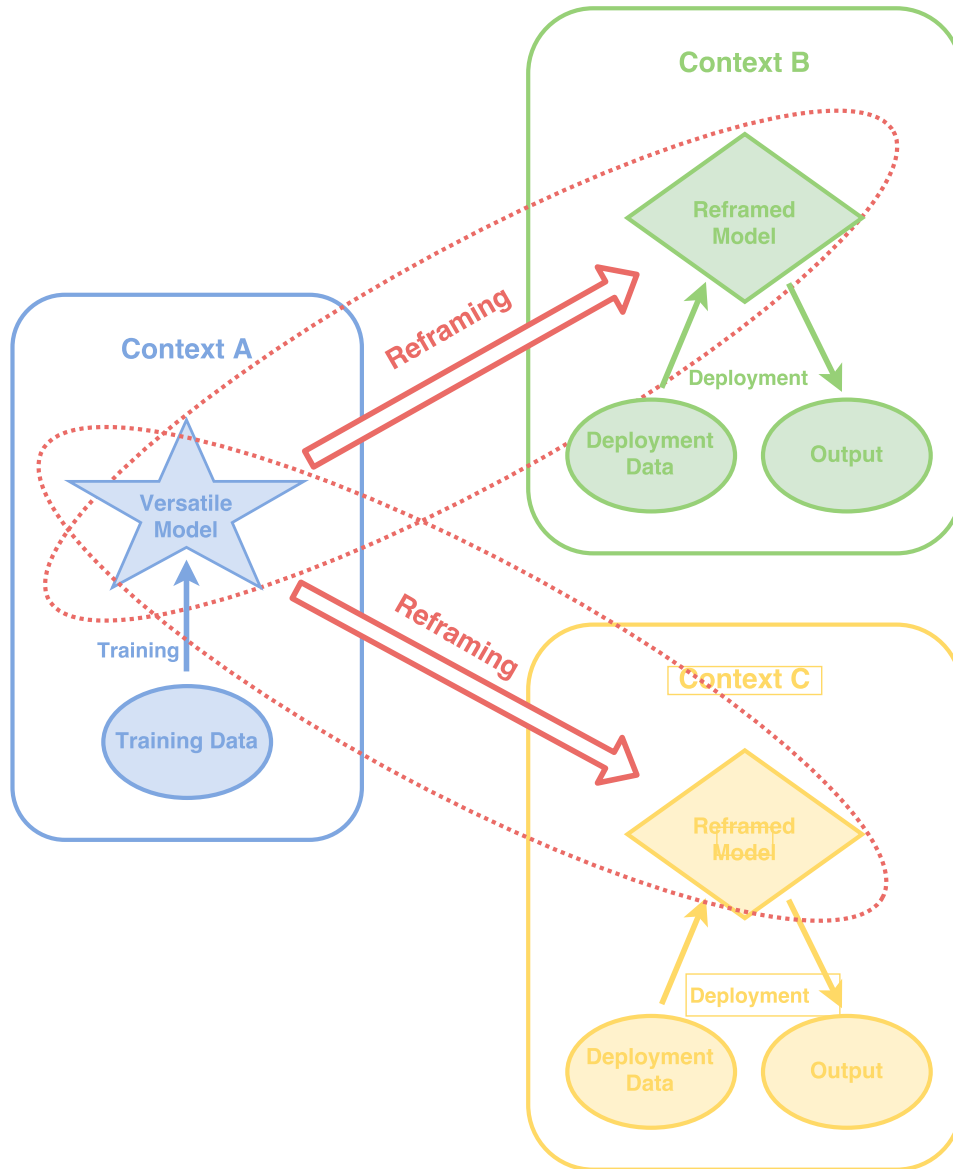 Context B
Reframed
Model
Reframing
Deployment
Deployment
Data
Output
Context A
Versatile
Model
Training
Training Data
Reframing
Context C
Reframed
Model
Deployment
Deployment
Data
Output